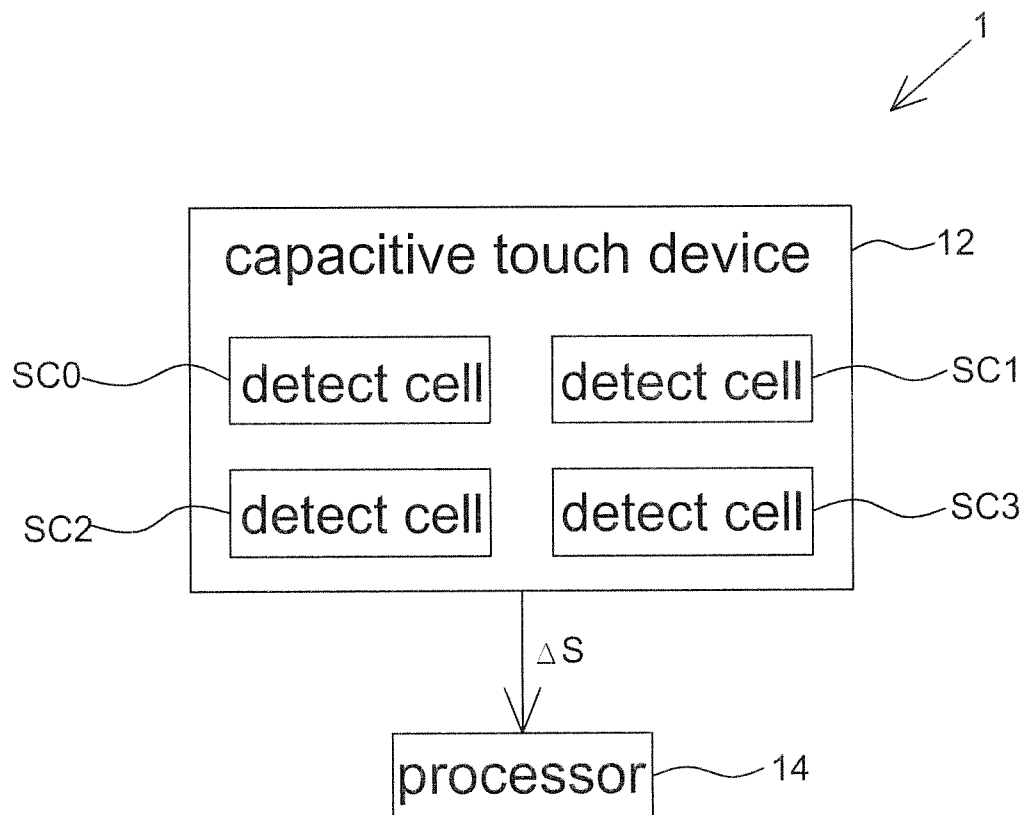 1
capacitive touch device
12
SC0
detect cell
detect cell
SC1
SC2
detect cell
detect cell
SC3
ΔS
processor
14